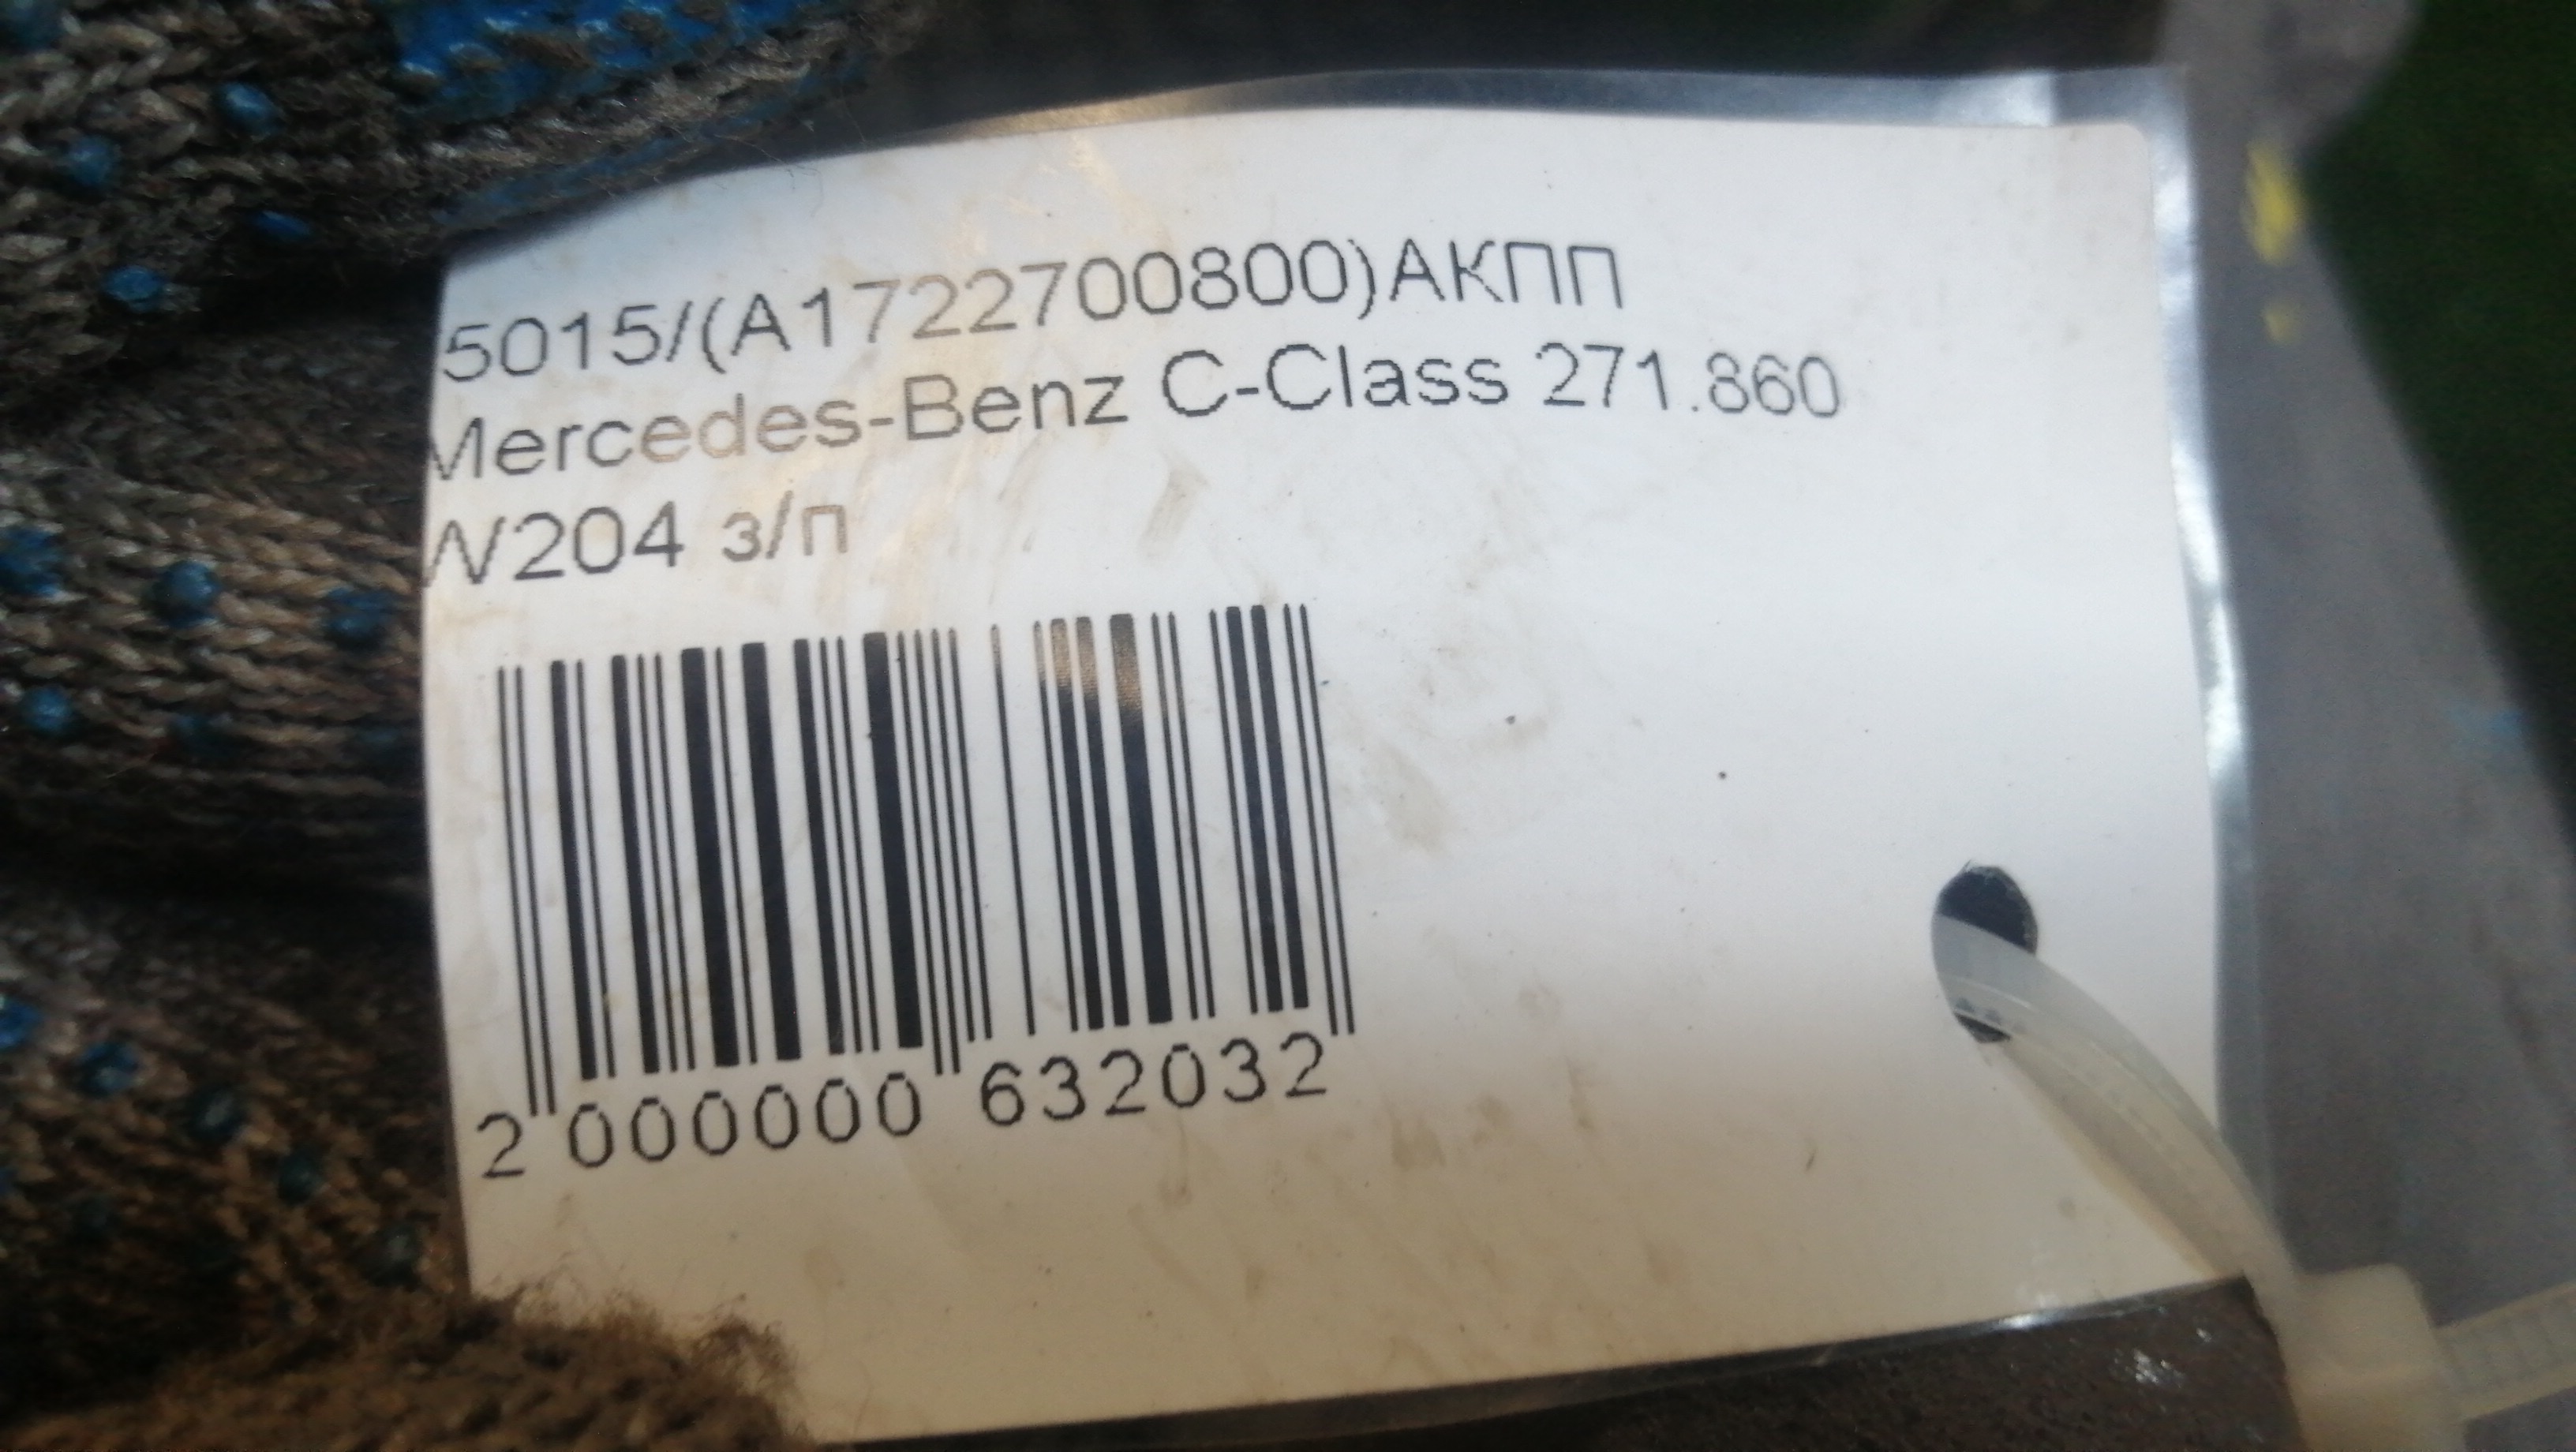 5015/(A1722700800)АКПП
Mercedes-Benz C-Class 271.860
W204 з/п
2 000000 632032